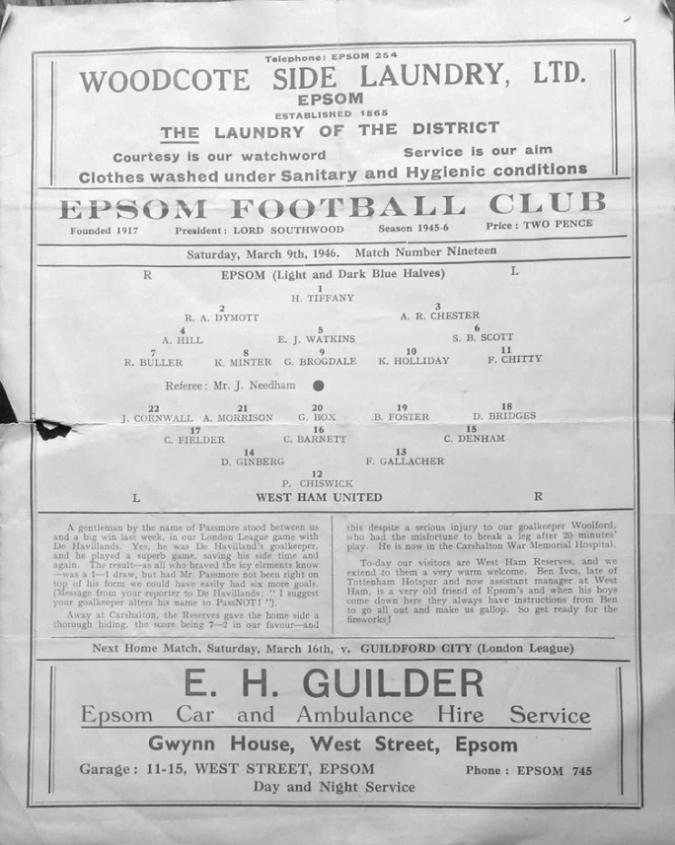 Telephone: EPSOM 254
WOODCOTE SIDE LAUNDRY, LTD.
EPSOM
ESTABLISHED 1865
THE LAUNDRY OF THE DISTRICT
Courtesy is our watchword Service is our aim
Clothes washed under Sanitary and Hygienic conditions
EPSOM FOOTBALL CLUB
Founded 1917 President: LORD SOUTHWOOD Season 1945-6 Price: TWO PENCE
Saturday, March 9th, 1946. Match Number Nineteen
R EPSOM (Light and Dark Blue Halves) L
1
H. TIFFANY
2 3
R. A. DYMOTT A. R. CHESTER
4 5 6
A. HILL E. J. WATKINS S. B. SCOTT
7 8 9 10 11
R. BULLER K. MINTER G. BROGDALE K. HOLLIDAY F. CHITTY
Referee: Mr. J. Needham
22 21 20 19 18
J. CORNWALL A. MORRISON G. BOX B. FOSTER D. BRIDGES
17 16 15
C. FIELDER C. BARNETT C. DENHAM
14 13
D. GINBERG F. GALLACHER
12
P. CHISWICK
L WEST HAM UNITED R
A gentleman by the name of Passmore stood between us
and a big win last week, in our London League game with
De Havillands. Yes, he was De Havilland's goalkeeper,
and he played a superb game, saving his side time and
again. The result—as all who braved the icy elements know
—was a 1—1 draw, but had Mr. Passmore not been right on
top of his form we could have easily had six more goals.
(Message from your reporter to De Havillands: "I suggest
your goalkeeper alters his name to PassNOT! ").
Away at Carshalton, the Reserves gave the home side a
thorough hiding, the score being 7—2 in our favour—and
this despite a serious injury to our goalkeeper Woolford,
who had the misfortune to break a leg after 20 minutes'
play. He is now in the Carshalton War Memorial Hospital.
To-day our visitors are West Ham Reserves, and we
extend to them a very warm welcome. Ben Ives, late of
Tottenham Hotspur and now assistant manager at West
Ham, is a very old friend of Epsom's and when his boys
come down here they always have instructions from Ben
to go all out and make us gallop. So get ready for the
fireworks!
Next Home Match, Saturday, March 16th, v. GUILDFORD CITY (London League)
E. H. GUILDER
Epsom Car and Ambulance Hire Service
Gwynn House, West Street, Epsom
Garage: 11-15, WEST STREET, EPSOM Phone: EPSOM 745
Day and Night Service